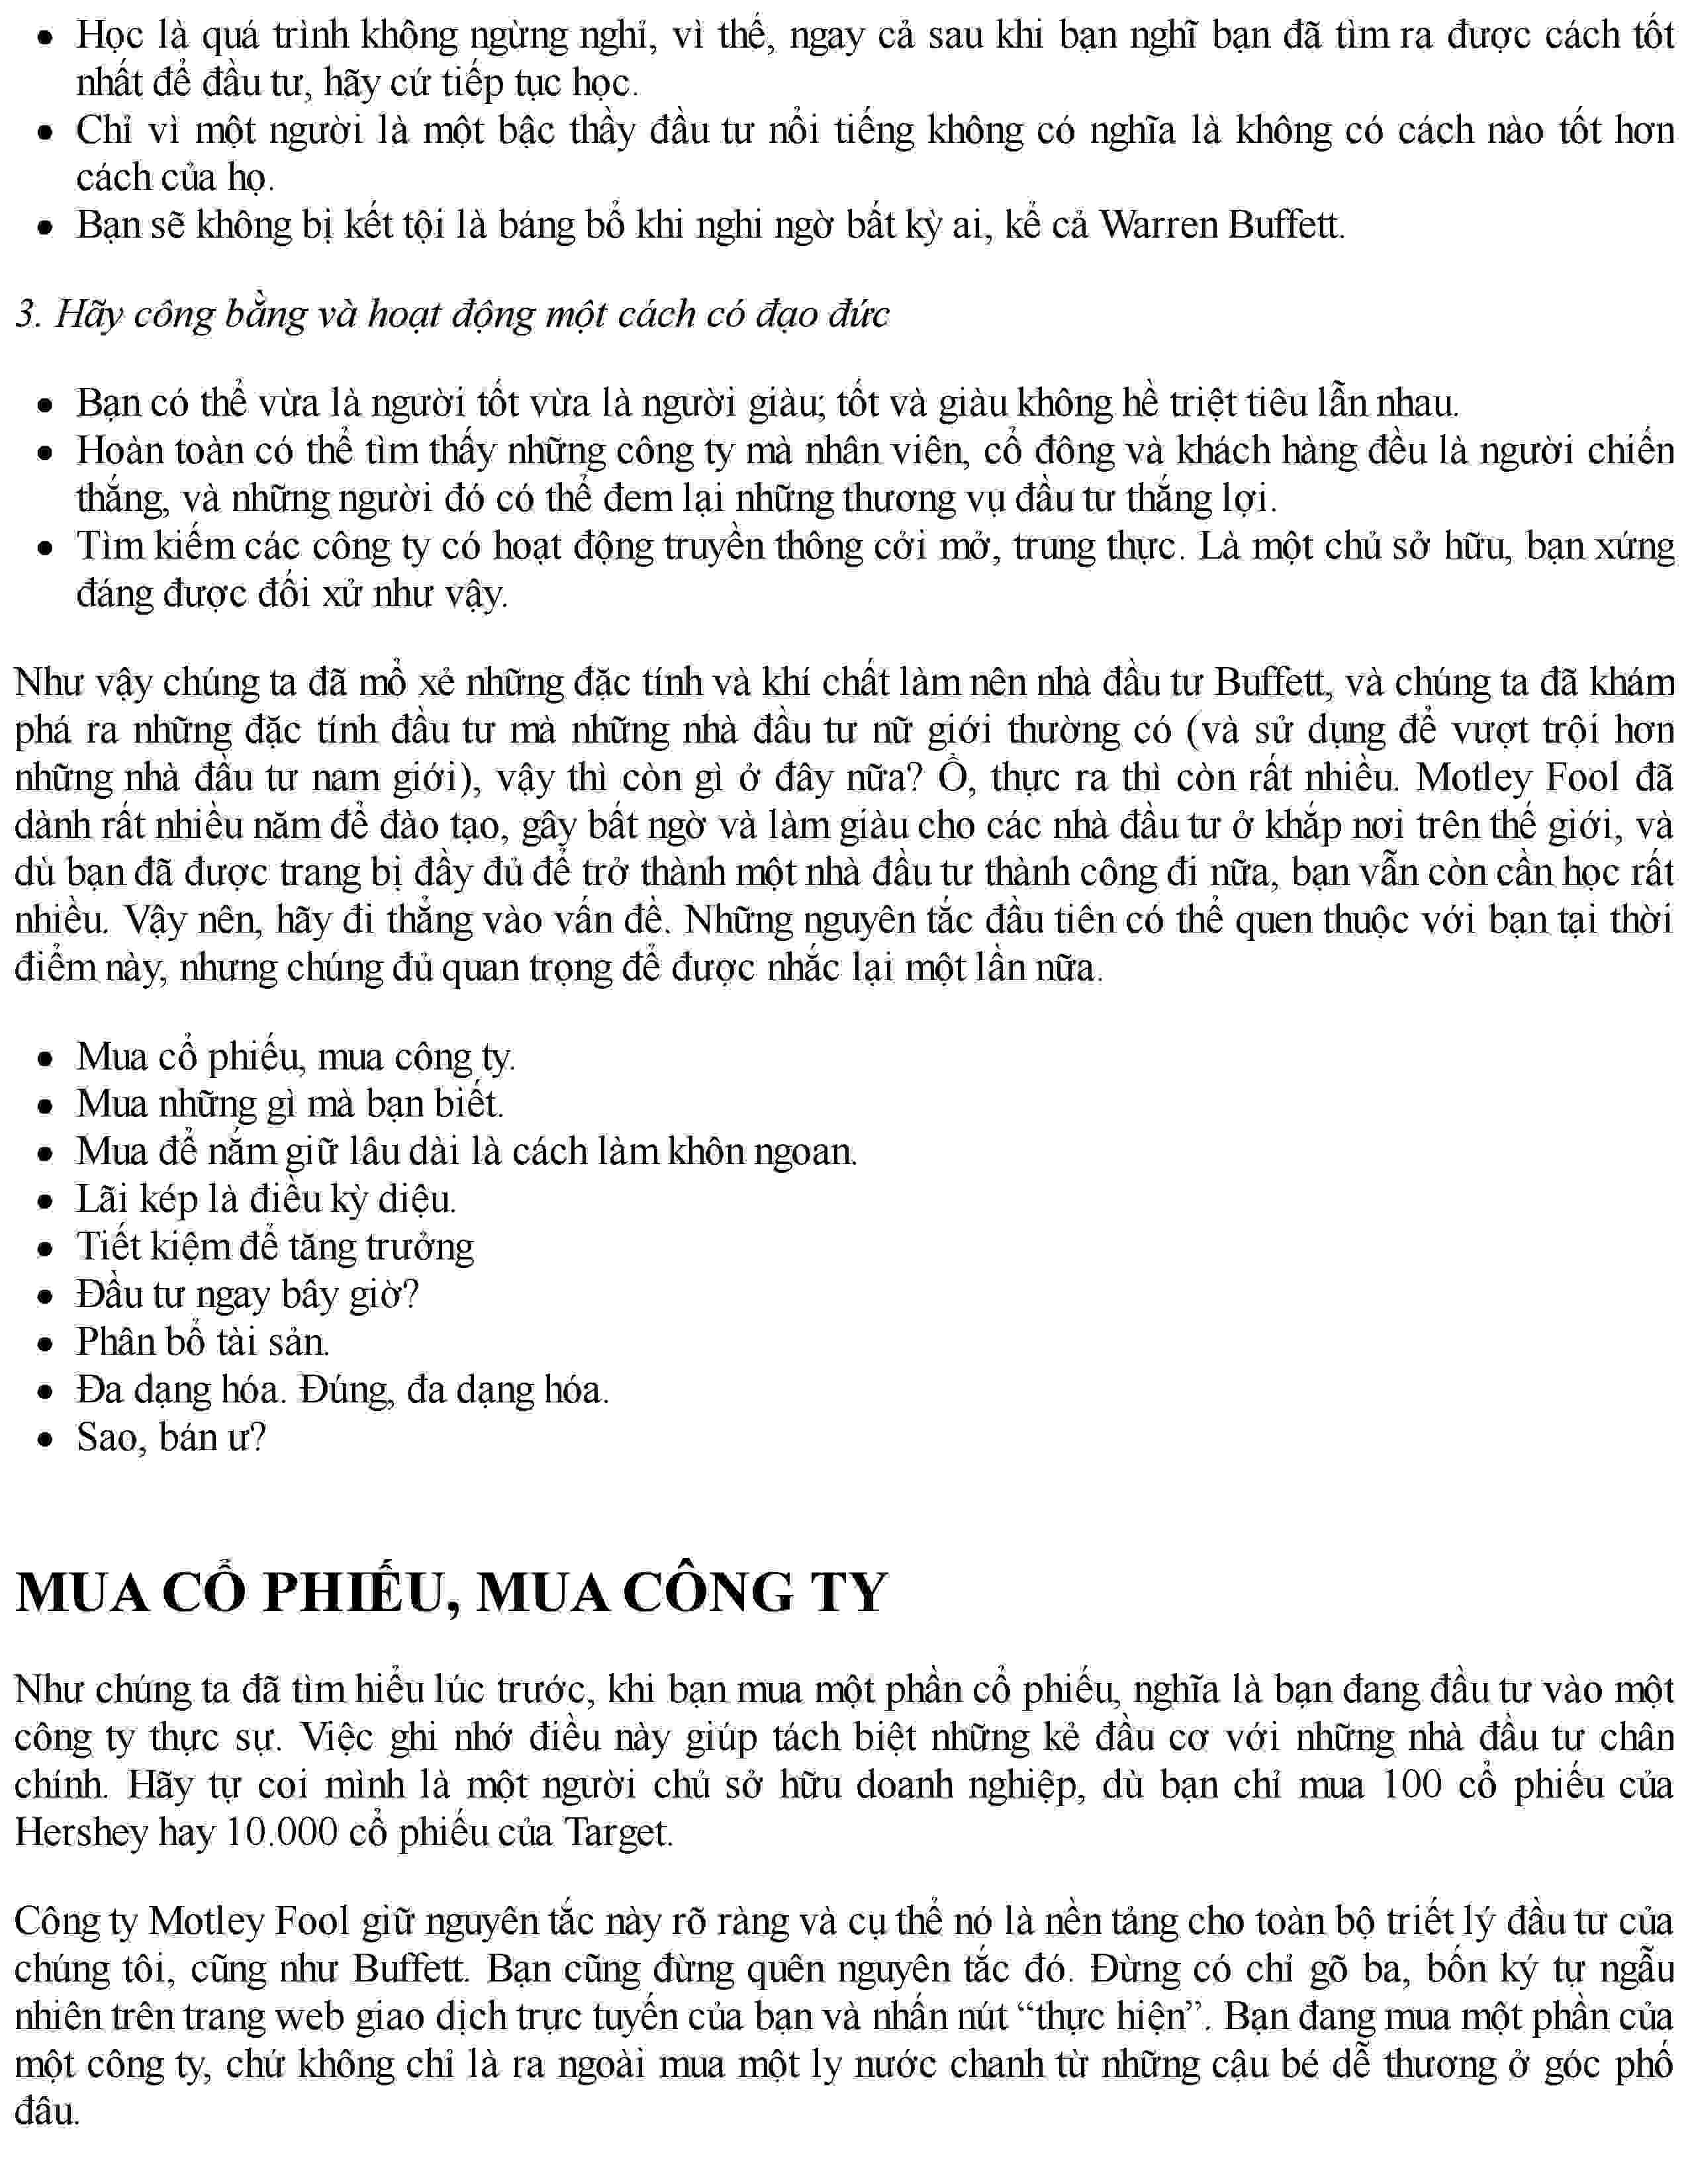 • Học là quá trình không ngừng nghỉ, vì thế, ngay cả sau khi bạn nghĩ bạn đã tìm ra được cách tốt
nhất để đầu tư, hãy cứ tiếp tục học.
• Chỉ vì một người là một bậc thầy đầu tư nổi tiếng không có nghĩa là không có cách nào tốt hơn
cách của họ.
• Bạn sẽ không bị kết tội là báng bổ khi nghi ngờ bất kỳ ai, kể cả Warren Buffett.
3. Hãy công bằng và hoạt động một cách có đạo đức
• Bạn có thể vừa là người tốt vừa là người giàu; tốt và giàu không hề triệt tiêu lẫn nhau.
• Hoàn toàn có thể tìm thấy những công ty mà nhân viên, cổ đông và khách hàng đều là người chiến
thắng, và những người đó có thể đem lại những thương vụ đầu tư thắng lợi.
• Tìm kiếm các công ty có hoạt động truyền thông cởi mở, trung thực. Là một chủ sở hữu, bạn xứng
đáng được đối xử như vậy.
Như vậy chúng ta đã mổ xẻ những đặc tính và khí chất làm nên nhà đầu tư Buffett, và chúng ta đã khám
phá ra những đặc tính đầu tư mà những nhà đầu tư nữ giới thường có (và sử dụng để vượt trội hơn
những nhà đầu tư nam giới), vậy thì còn gì ở đây nữa? Ồ, thực ra thì còn rất nhiều. Motley Fool đã
dành rất nhiều năm để đào tạo, gây bất ngờ và làm giàu cho các nhà đầu tư ở khắp nơi trên thế giới, và
dù bạn đã được trang bị đầy đủ để trở thành một nhà đầu tư thành công đi nữa, bạn vẫn còn cần học rất
nhiều. Vậy nên, hãy đi thẳng vào vấn đề. Những nguyên tắc đầu tiên có thể quen thuộc với bạn tại thời
điểm này, nhưng chúng đủ quan trọng để được nhắc lại một lần nữa.
• Mua cổ phiếu, mua công ty.
• Mua những gì mà bạn biết.
• Mua để nắm giữ lâu dài là cách làm khôn ngoan.
• Lãi kép là điều kỳ diệu.
• Tiết kiệm để tăng trưởng
• Đầu tư ngay bây giờ?
• Phân bổ tài sản.
• Đa dạng hóa. Đúng, đa dạng hóa.
• Sao, bán ư?
MUA CỔ PHIẾU, MUA CÔNG TY
Như chúng ta đã tìm hiểu lúc trước, khi bạn mua một phần cổ phiếu, nghĩa là bạn đang đầu tư vào một
công ty thực sự. Việc ghi nhớ điều này giúp tách biệt những kẻ đầu cơ với những nhà đầu tư chân
chính. Hãy tự coi mình là một người chủ sở hữu doanh nghiệp, dù bạn chỉ mua 100 cổ phiếu của
Hershey hay 10.000 cổ phiếu của Target.
Công ty Motley Fool giữ nguyên tắc này rõ ràng và cụ thể nó là nền tảng cho toàn bộ triết lý đầu tư của
chúng tôi, cũng như Buffett. Bạn cũng đừng quên nguyên tắc đó. Đừng có chỉ gõ ba, bốn ký tự ngẫu
nhiên trên trang web giao dịch trực tuyến của bạn và nhấn nút “thực hiện”. Bạn đang mua một phần của
một công ty, chứ không chỉ là ra ngoài mua một ly nước chanh từ những cậu bé dễ thương ở góc phố
đâu.